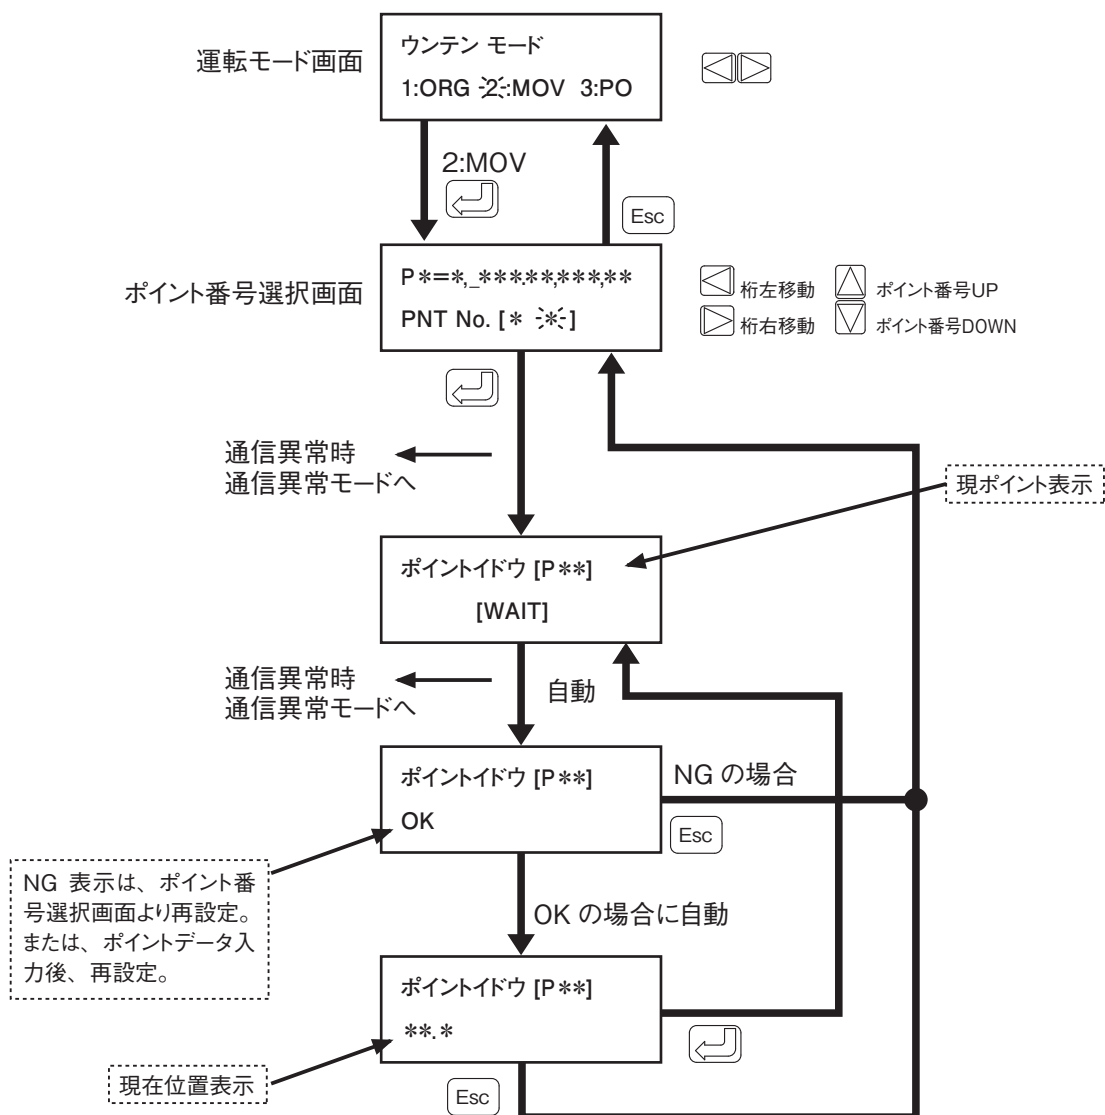 運転モード画面
ウンテン モード
1:ORG 2:MOV 3:PO
2:MOV
Esc
ポイント番号選択画面
P**=*,_***.**,***,**
PNT No. [* *]
桁左移動
ポイント番号UP
桁右移動
ポイント番号DOWN
通信異常時
通信異常モードへ
現ポイント表示
ポイントイドウ [P**]
[WAIT]
通信異常時
通信異常モードへ
自動
ポイントイドウ [P**]
OK
NG の場合
Esc
NG 表示は、ポイント番
号選択画面より再設定。
または、ポイントデータ入
力後、再設定。
OK の場合に自動
ポイントイドウ [P**]
**.*
現在位置表示
Esc